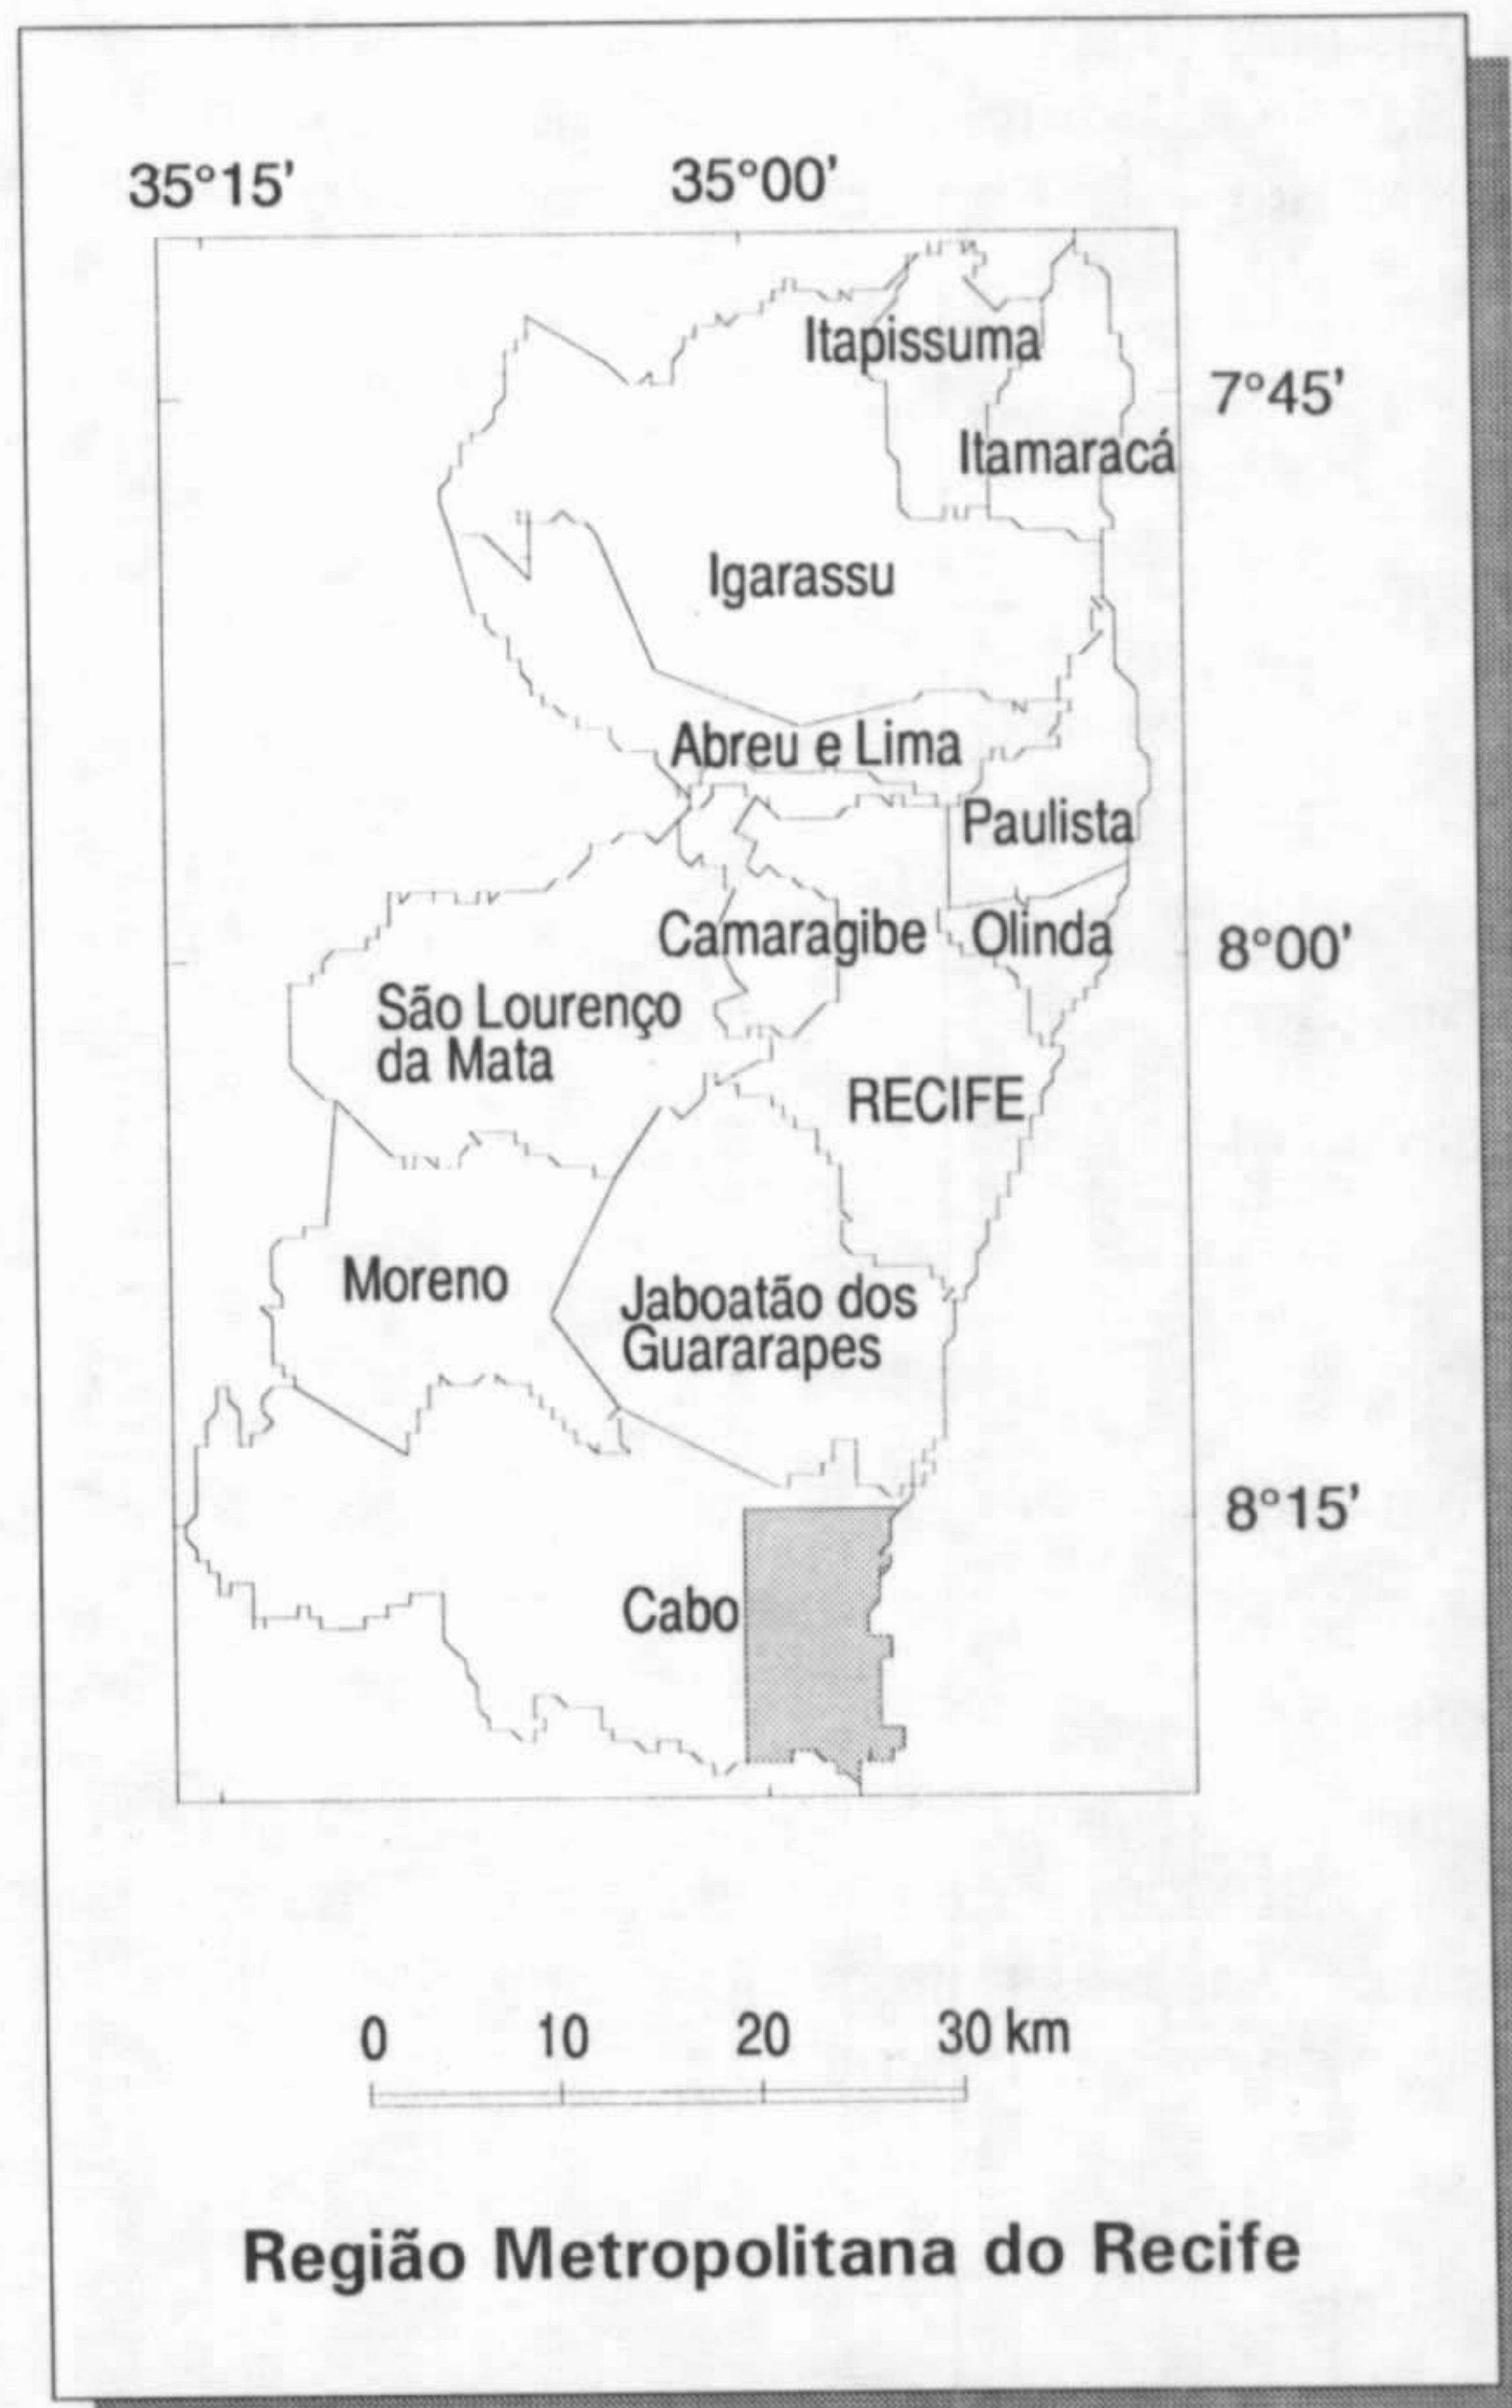 35°15'
35°00'
Itapissuma
7°45'
Itamaracá
Igarassu
Abreu e Lima
Paulista
Camaragibe
Olinda
8°00'
São Lourenço
da Mata
RECIFE
Moreno
Jaboatão dos
Guararapes
8°15'
Cabo
0 10 20 30 km
Região Metropolitana do Recife